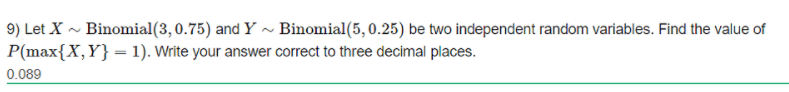 9) Let X ∼ Binomial(3, 0.75) and Y ∼ Binomial(5, 0.25) be two independent random variables. Find the value of
P(max{X, Y} = 1). Write your answer correct to three decimal places.
0.089